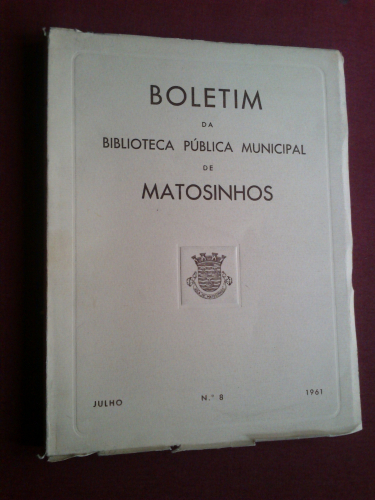 BOLETIM
DA
BIBLIOTECA PÚBLICA MUNICIPAL
DE
MATOSINHOS
JULHO N.º 8 1961